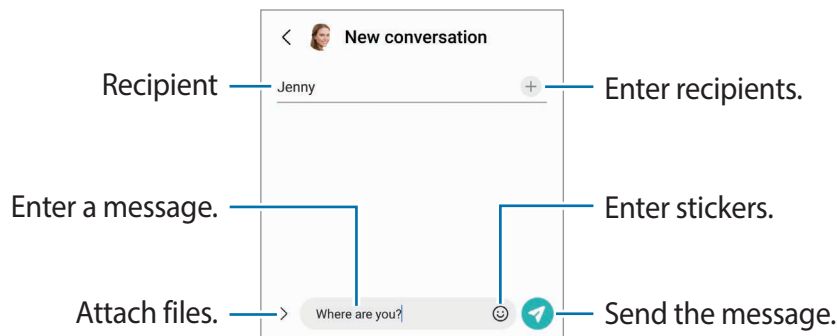 New conversation
Recipient
Jenny
Enter recipients.
Enter a message.
Enter stickers.
Attach files.
Where are you?
Send the message.